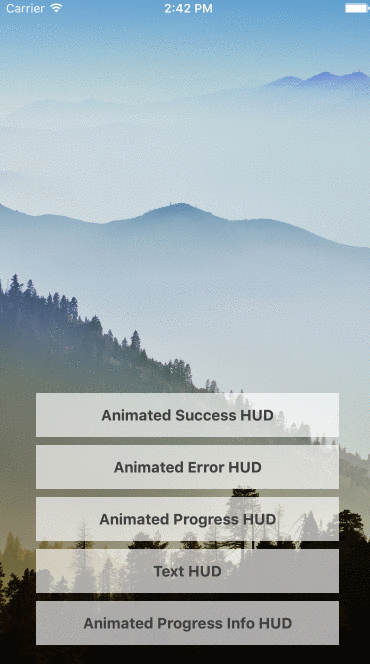 Carrier 2:42 PM
Animated Success HUD
Animated Error HUD
Animated Progress HUD
Text HUD
Animated Progress Info HUD